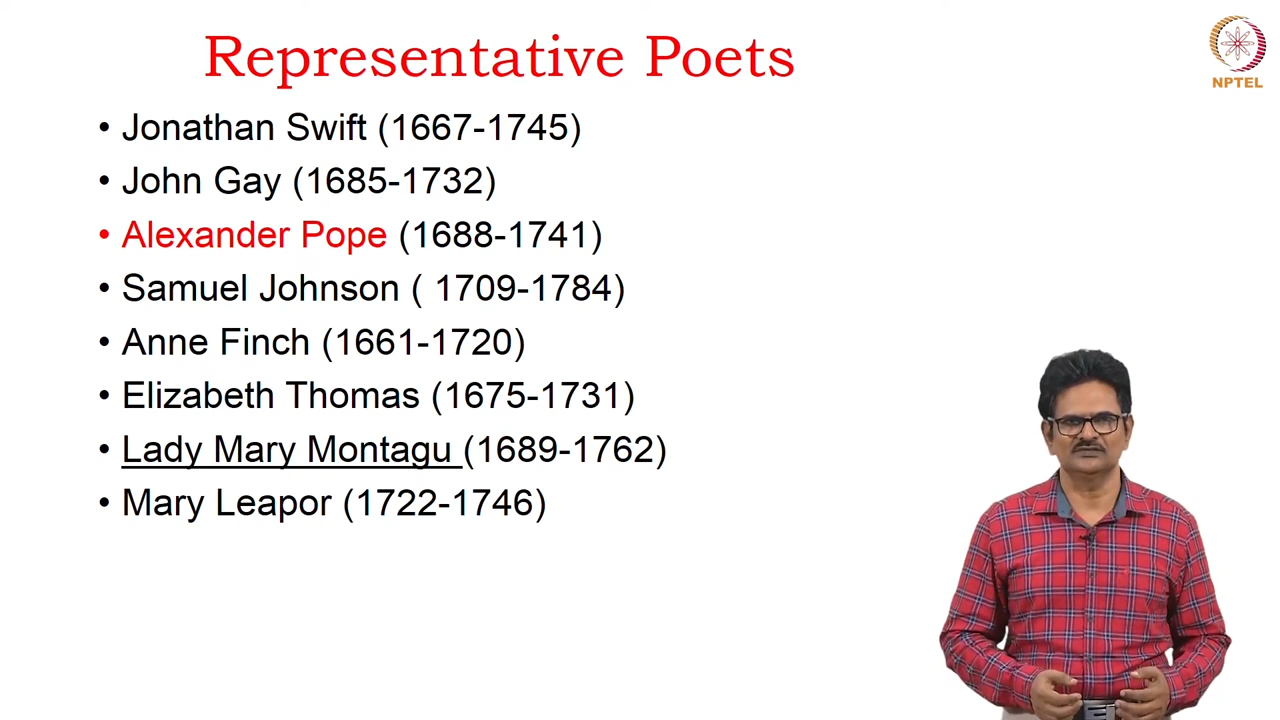 Representative Poets
NPTEL
• Jonathan Swift (1667-1745)
• John Gay (1685-1732)
• Alexander Pope (1688-1741)
• Samuel Johnson ( 1709-1784)
• Anne Finch (1661-1720)
• Elizabeth Thomas (1675-1731)
• Lady Mary Montagu (1689-1762)
• Mary Leapor (1722-1746)